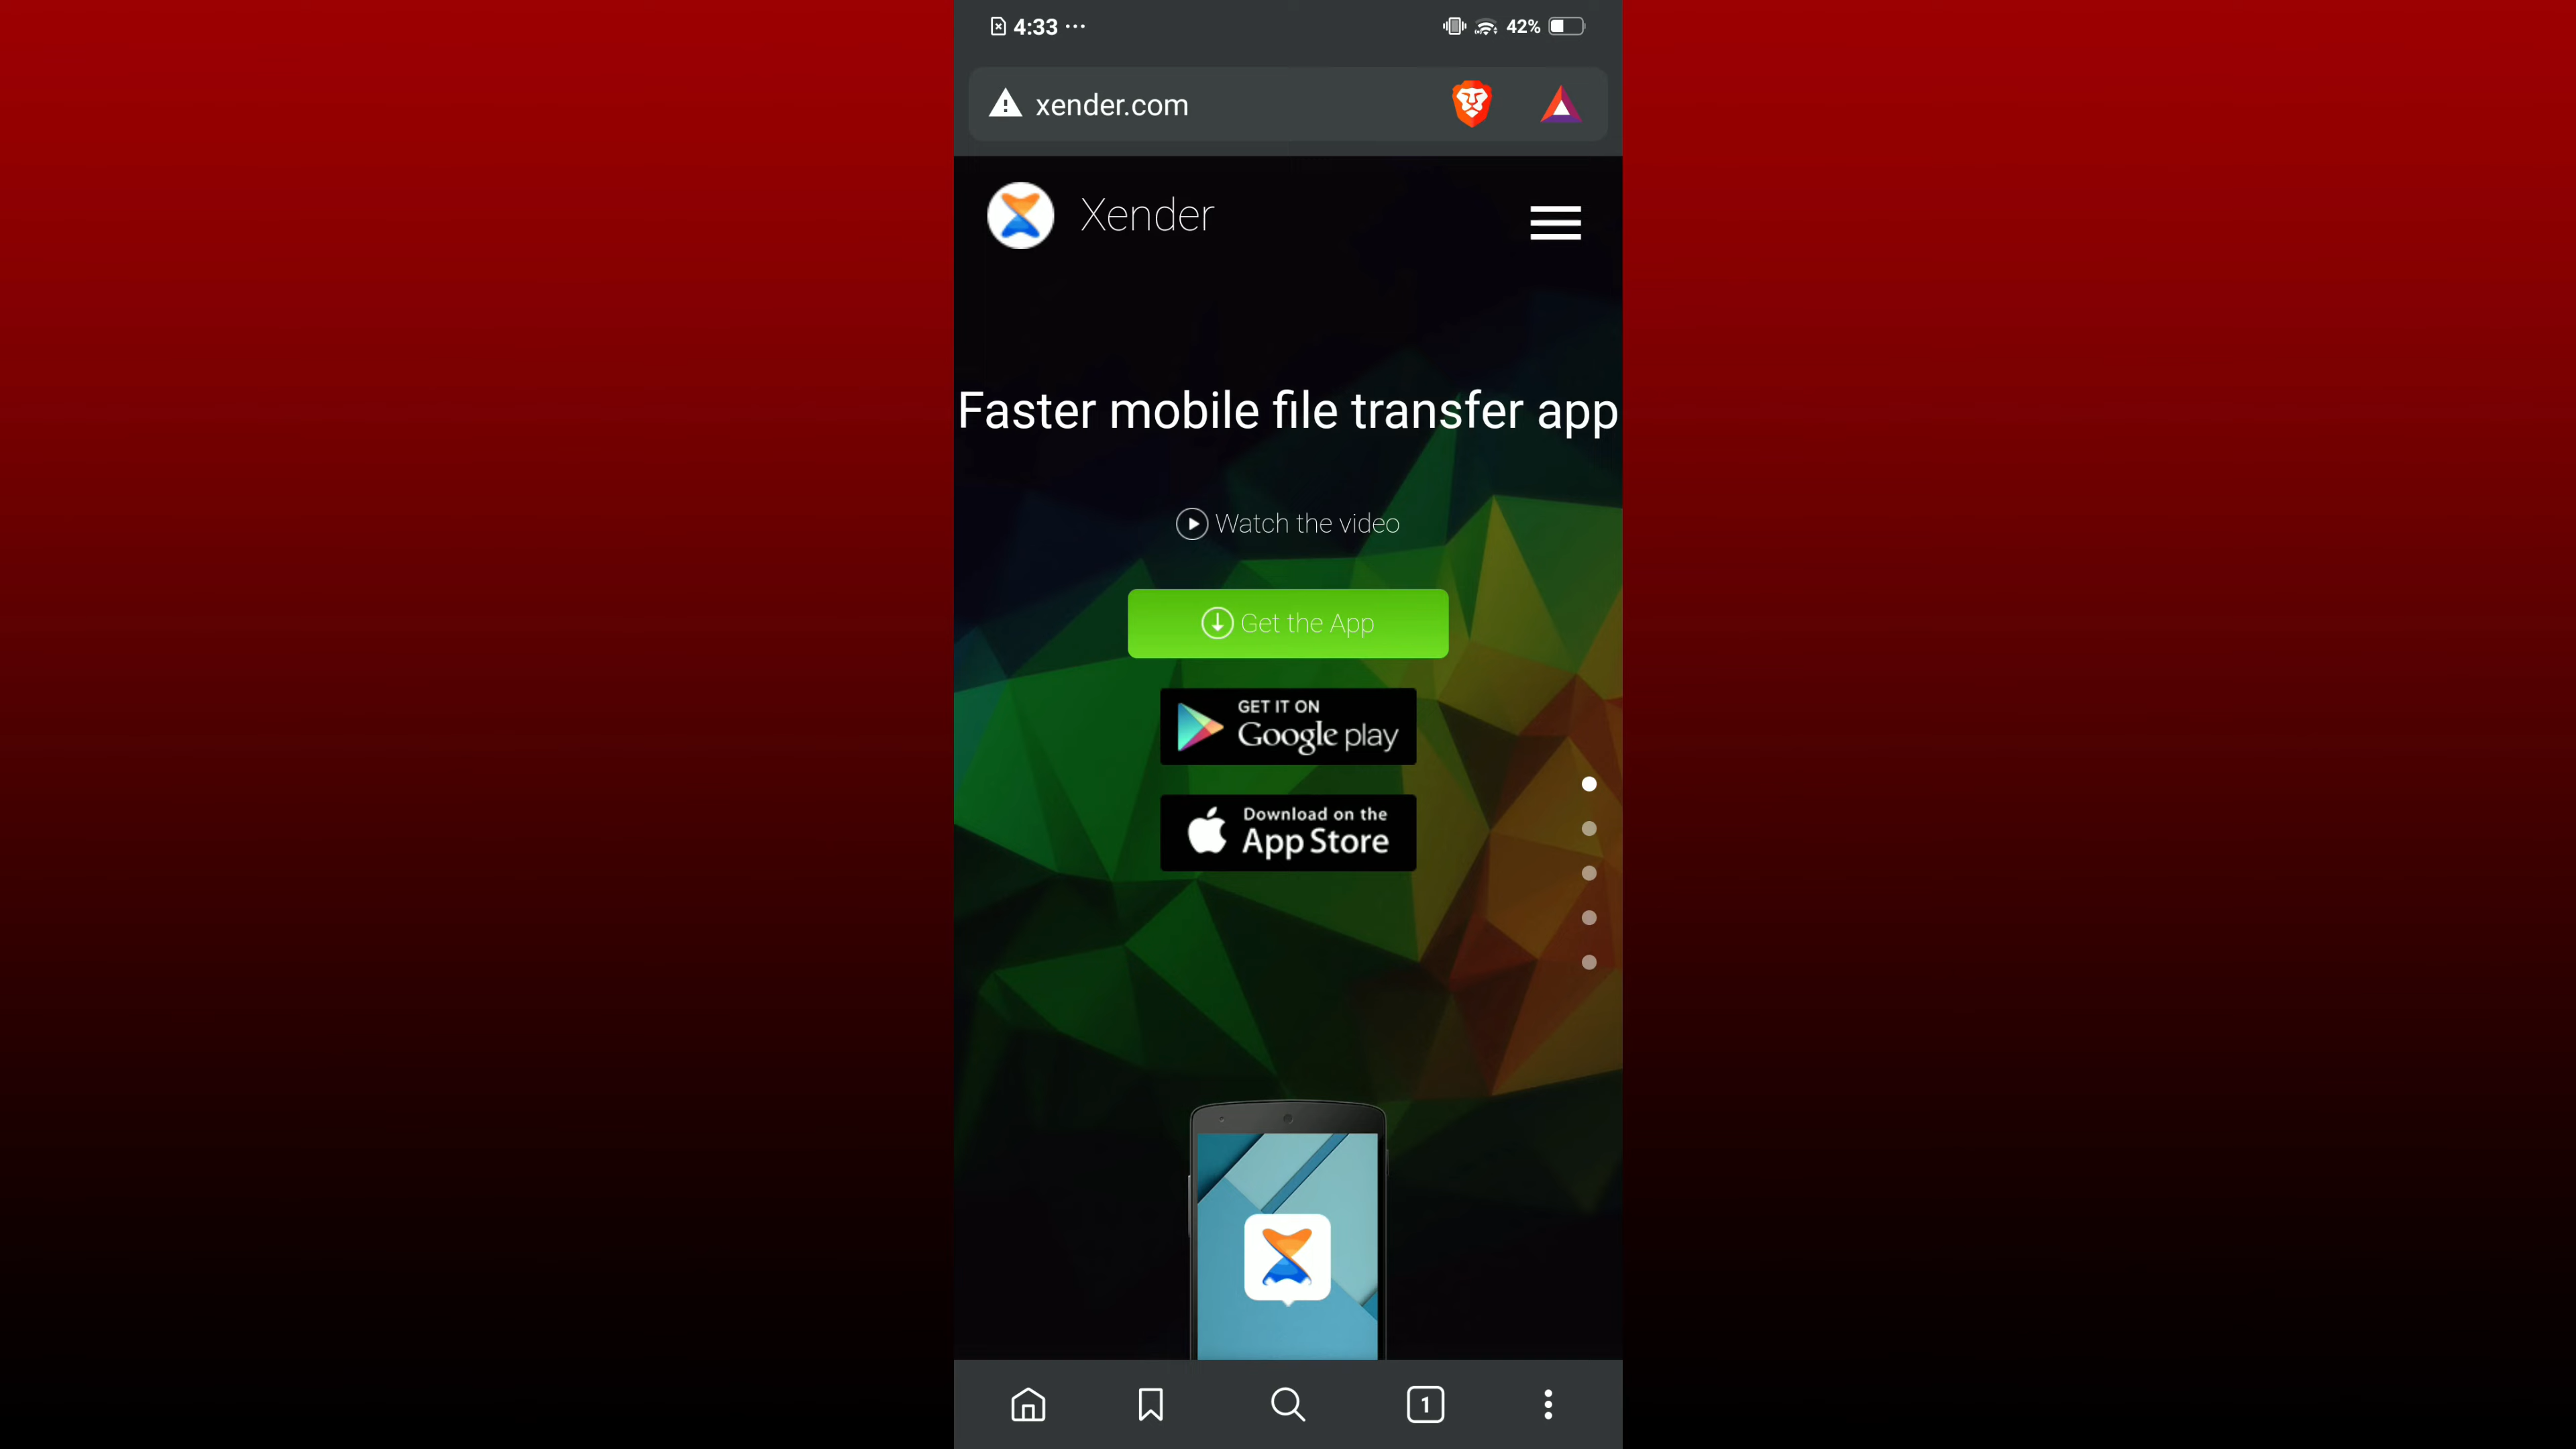 4:33 ... 42%
xender.com
Xender
Faster mobile file transfer app
Watch the video
Get the App
GET IT ON
Google play
Download on the
App Store
1